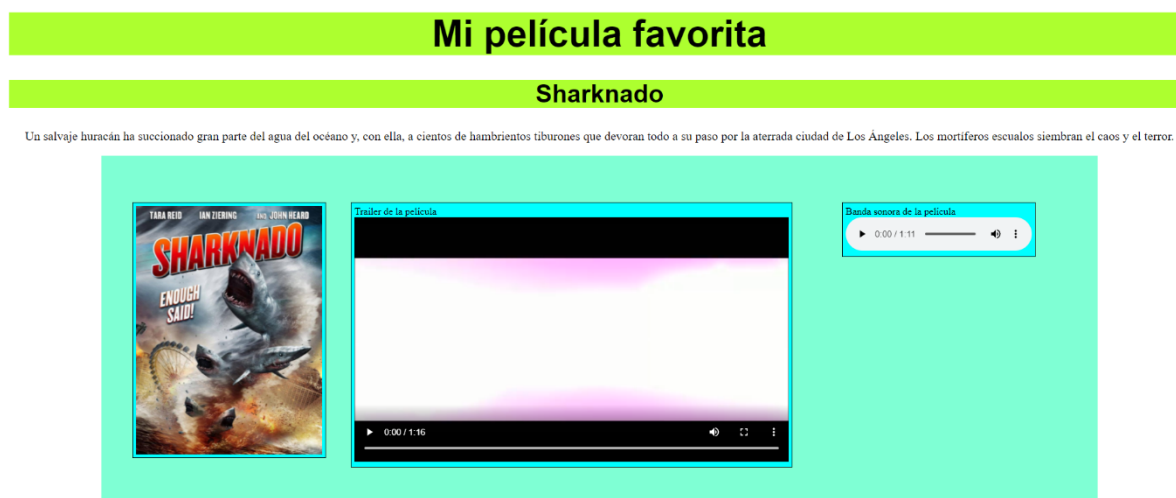 Mi película favorita
Sharknado
Un salvaje huracán ha succionado gran parte del agua del océano y, con ella, a cientos de hambrientos tiburones que devoran todo a su paso por la aterrada ciudad de Los Ángeles. Los mortíferos escualos siembran el caos y el terror.
TARA REID IAN ZIERING AND JOHN HEARD
SHARKNADO
ENOUGH
SAID!
Trailer de la película
0:00 / 1:16
Banda sonora de la película
0:00 / 1:11